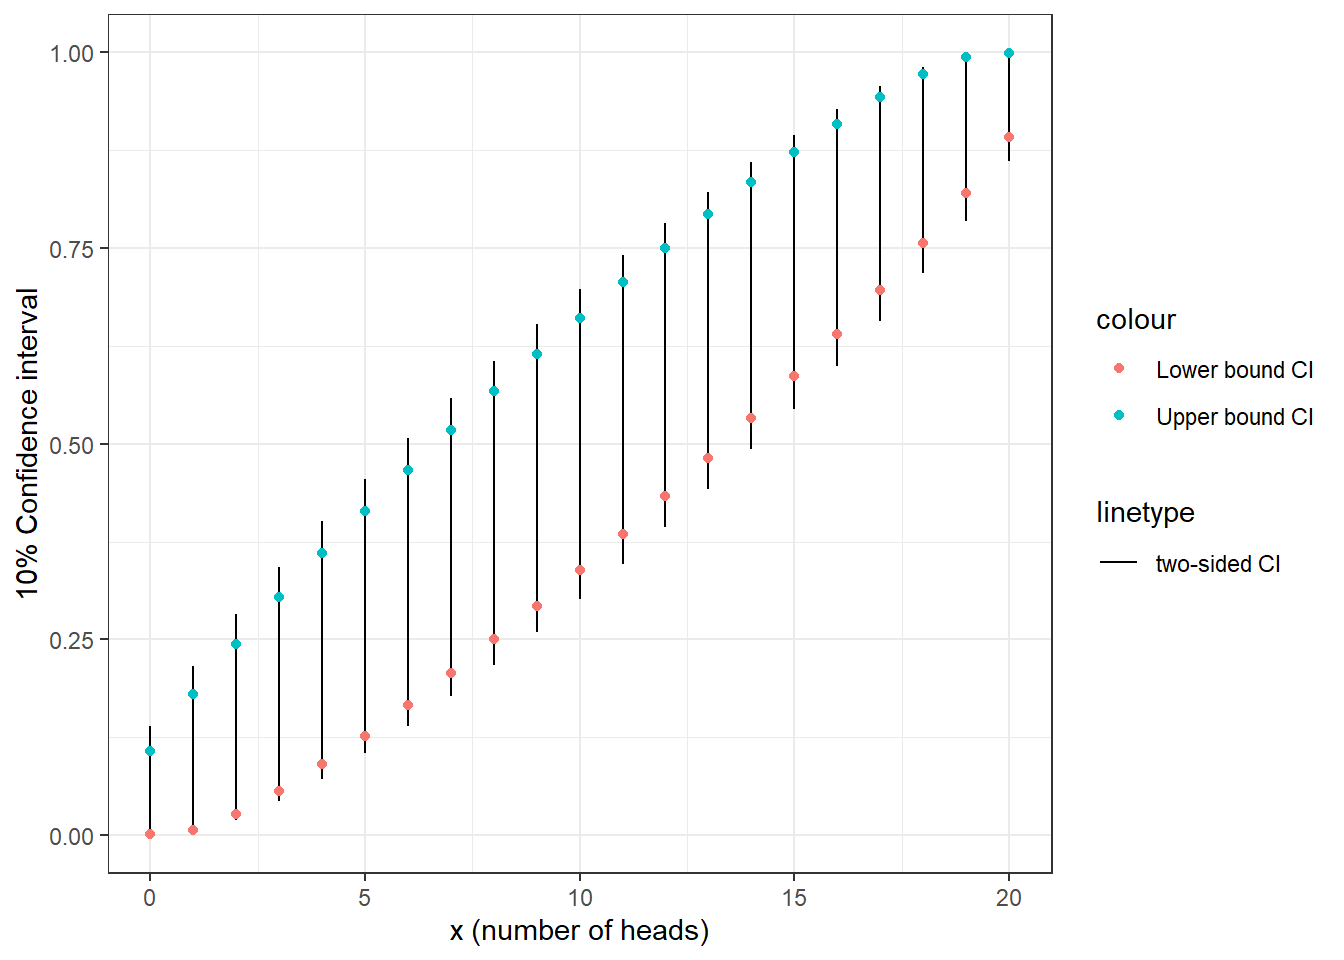 1.00
0.75
0.50
0.25
0.00
10% Confidence interval
0 5 10 15 20
x (number of heads)
colour
Lower bound CI
Upper bound CI
linetype
two-sided CI